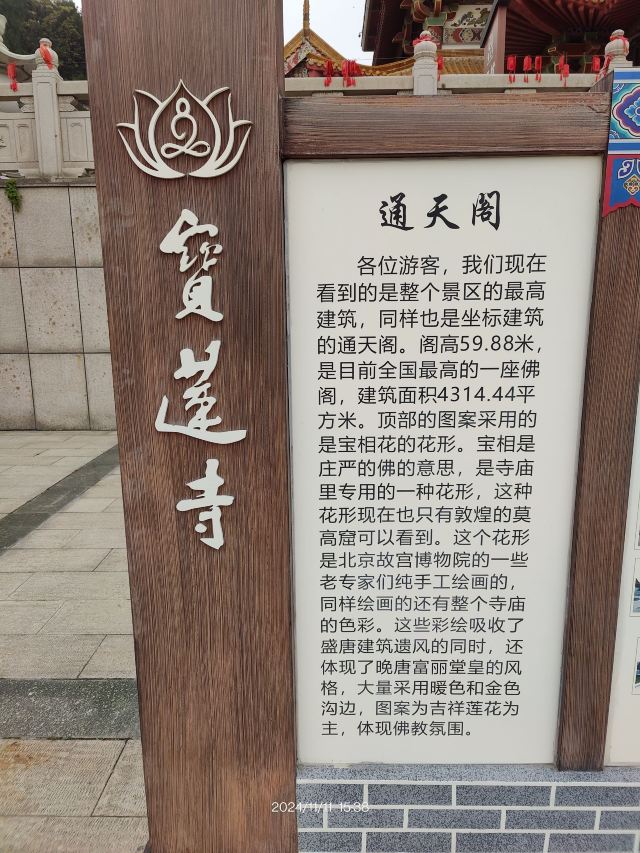 寶蓮寺
通天阁
各位游客，我们现在
看到的是整个景区的最高
建筑，同样也是坐标建筑
的通天阁。阁高59.88米，
是目前全国最高的一座佛
阁，建筑面积4314.44平
方米。顶部的图案采用的
是宝相花的花形。宝相是
庄严的佛的意思，是寺庙
里专用的一种花形，这种
花形现在也只有敦煌的莫
高窟可以看到。这个花形
是北京故宫博物院的一些
老专家们纯手工绘画的，
同样绘画的还有整个寺庙
的色彩。这些彩绘吸收了
盛唐建筑遗风的同时，还
体现了晚唐富丽堂皇的风
格，大量采用暖色和金色
沟边，图案为吉祥莲花为
主，体现佛教氛围。
2024/11/11 15:36